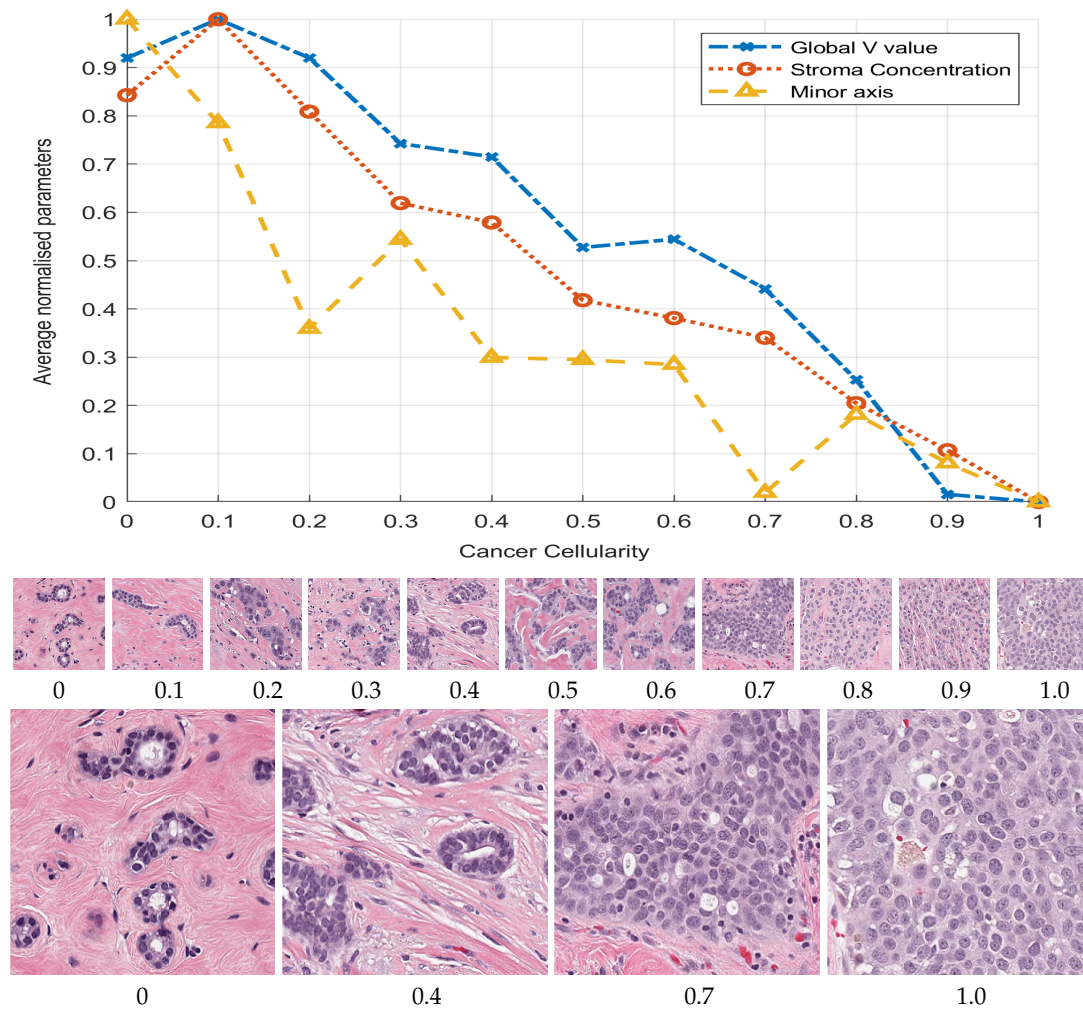 1
0.9
0.8
0.7
0.6
0.5
0.4
0.3
0.2
0.1
0
Average normalised parameters
Global V value
Stroma Concentration
Minor axis
0 0.1 0.2 0.3 0.4 0.5 0.6 0.7 0.8 0.9 1
Cancer Cellularity
0 0.1 0.2 0.3 0.4 0.5 0.6 0.7 0.8 0.9 1.0
0 0.4 0.7 1.0